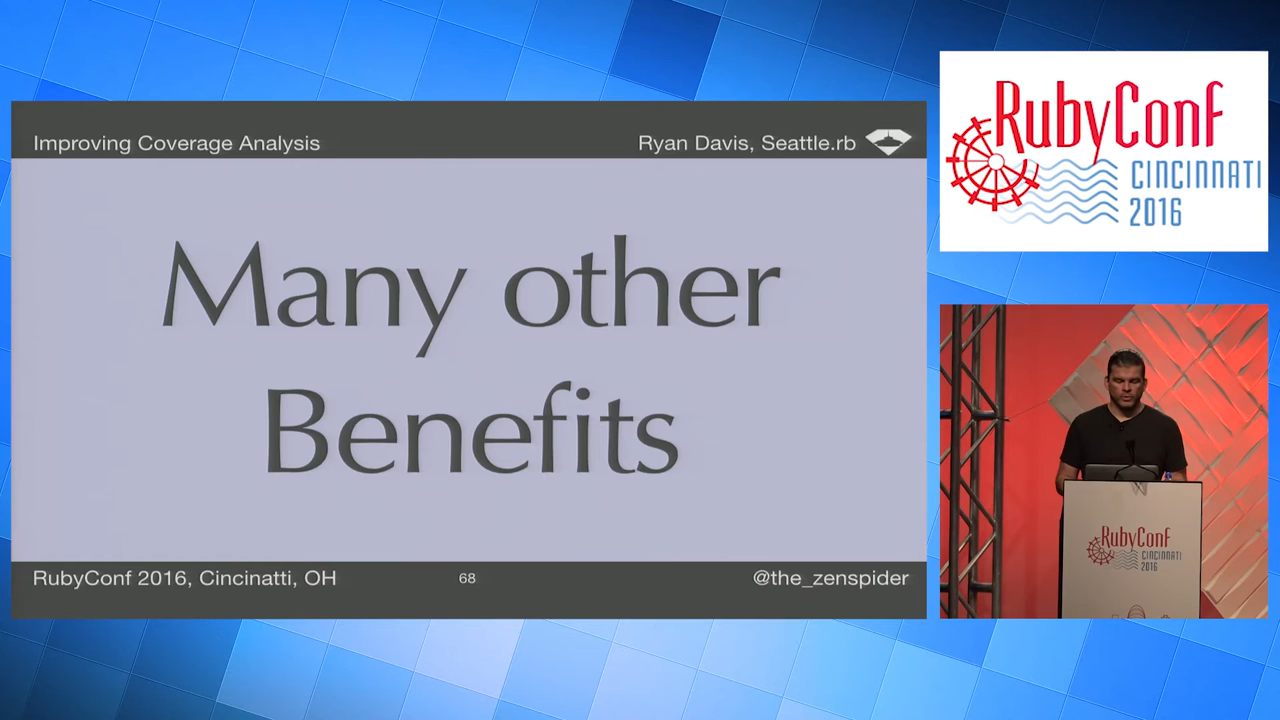 Improving Coverage Analysis
Ryan Davis, Seattle.rb
Many other
Benefits
RubyConf 2016, Cincinatti, OH
68
@the_zenspider
RubyConf
CINCINNATI
2016
RubyConf
CINCINNATI
2016